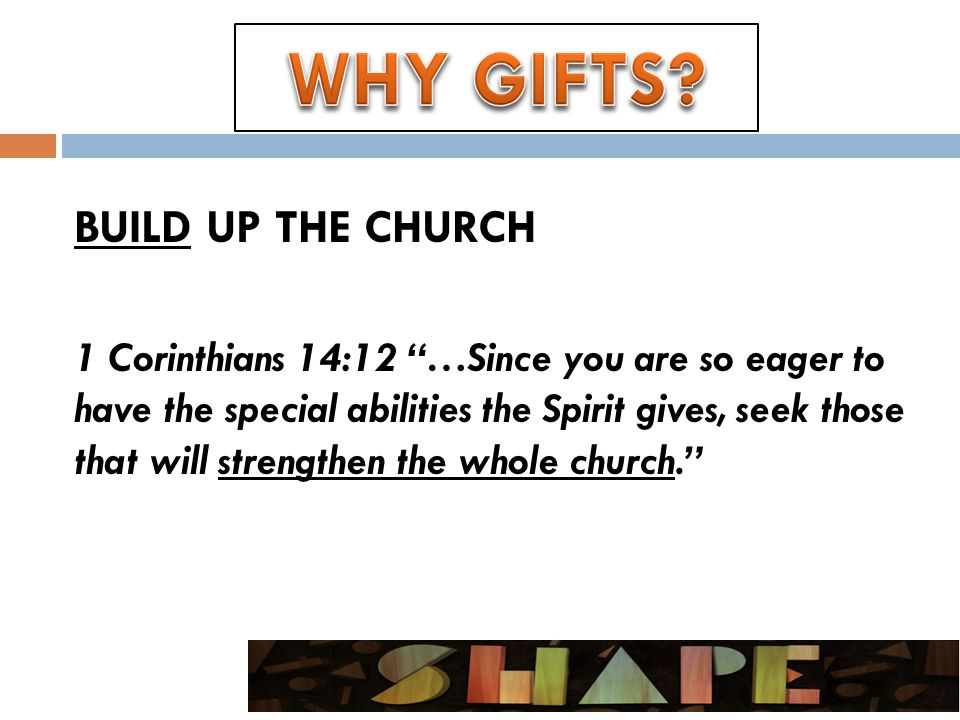 WHY GIFTS?
BUILD UP THE CHURCH
1 Corinthians 14:12 “…Since you are so eager to
have the special abilities the Spirit gives, seek those
that will strengthen the whole church.”
SHAPE